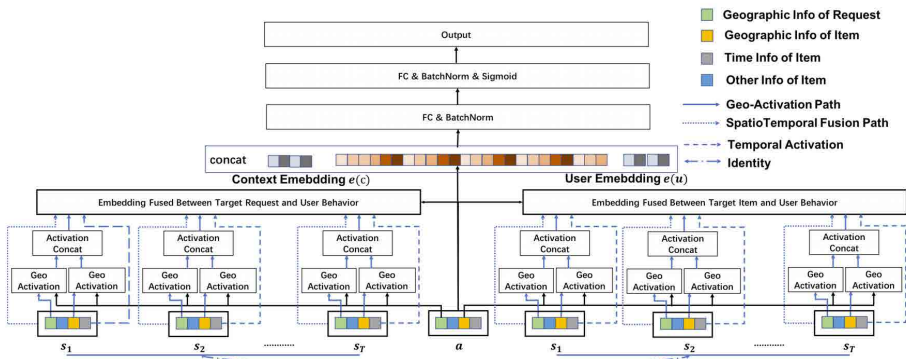 Output
FC & BatchNorm & Sigmoid
FC & BatchNorm
concat
Context Emebdding e(c)
User Emebdding e(u)
Embedding Fused Between Target Request and User Behavior
Embedding Fused Between Target Item and User Behavior
Activation
Concat
Activation
Concat
Activation
Concat
Activation
Concat
Activation
Concat
Activation
Concat
Geo
Activation
Geo
Activation
Geo
Activation
Geo
Activation
Geo
Activation
Geo
Activation
Geo
Activation
Geo
Activation
Geo
Activation
Geo
Activation
Geo
Activation
Geo
Activation
s1
s2
..........
sT
a
s1
s2
..........
sT
Geographic Info of Request
Geographic Info of Item
Time Info of Item
Other Info of Item
Geo-Activation Path
SpatioTemporal Fusion Path
Temporal Activation
Identity